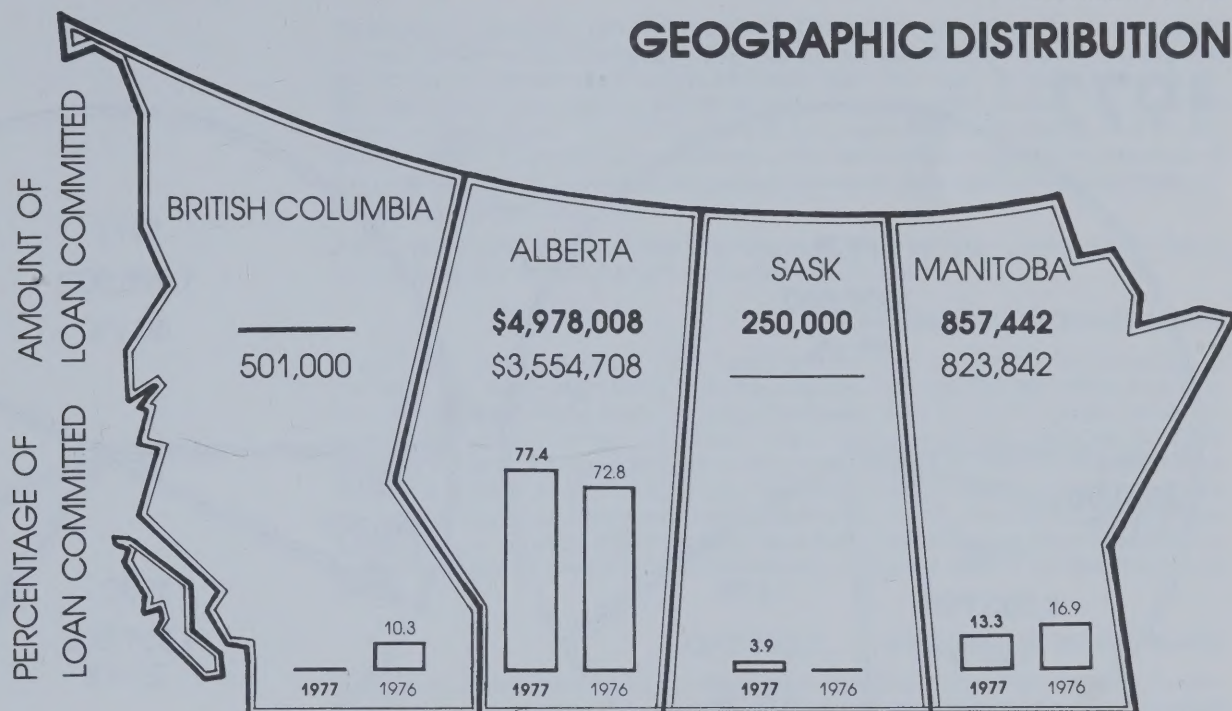 GEOGRAPHIC DISTRIBUTION
AMOUNT OF
LOAN COMMITTED
PERCENTAGE OF
LOAN COMMITTED
BRITISH COLUMBIA
501,000
10.3
1977 1976
ALBERTA
$4,978,008
$3,554,708
77.4 72.8
1977 1976
SASK
250,000
3.9
1977 1976
MANITOBA
857,442
823,842
13.3 16.9
1977 1976